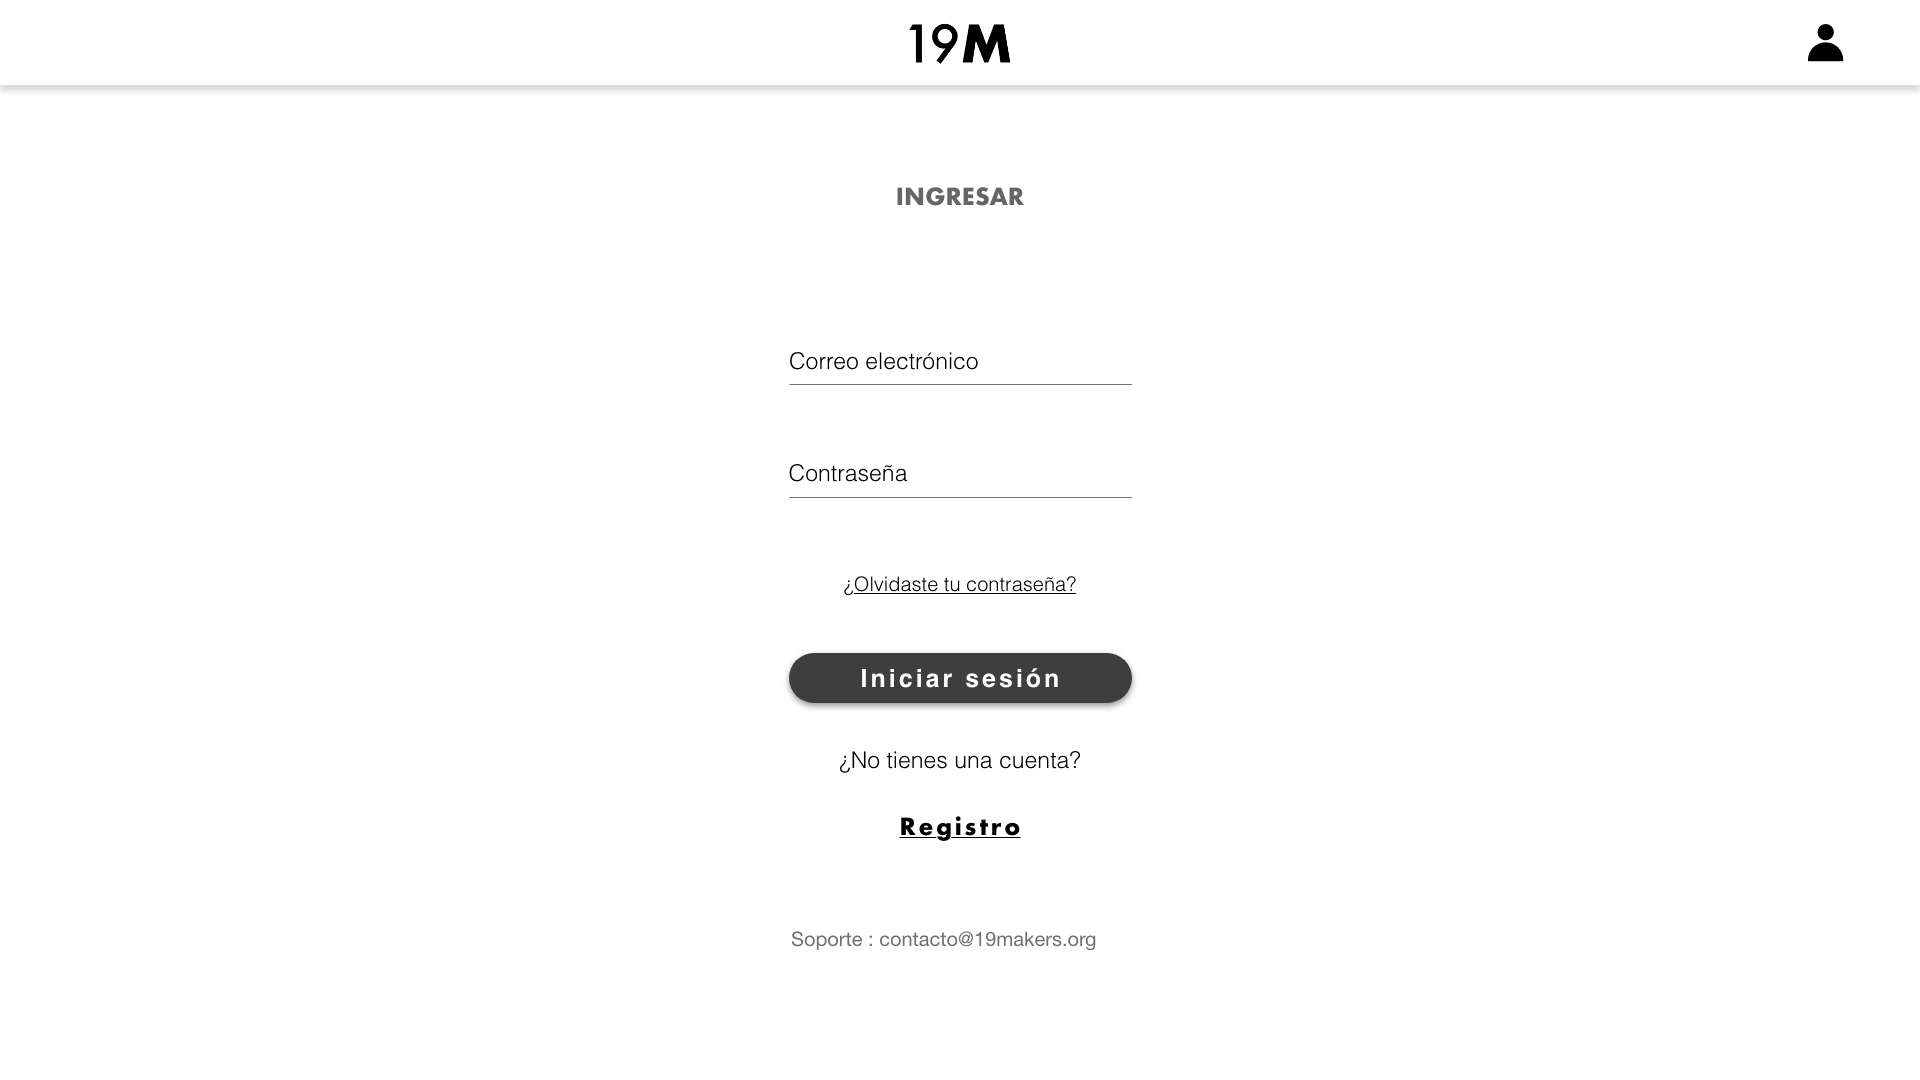 19M
INGRESAR
Correo electrónico
Contraseña
¿Olvidaste tu contraseña?
Iniciar sesión
¿No tienes una cuenta?
Registro
Soporte : contacto@19makers.org